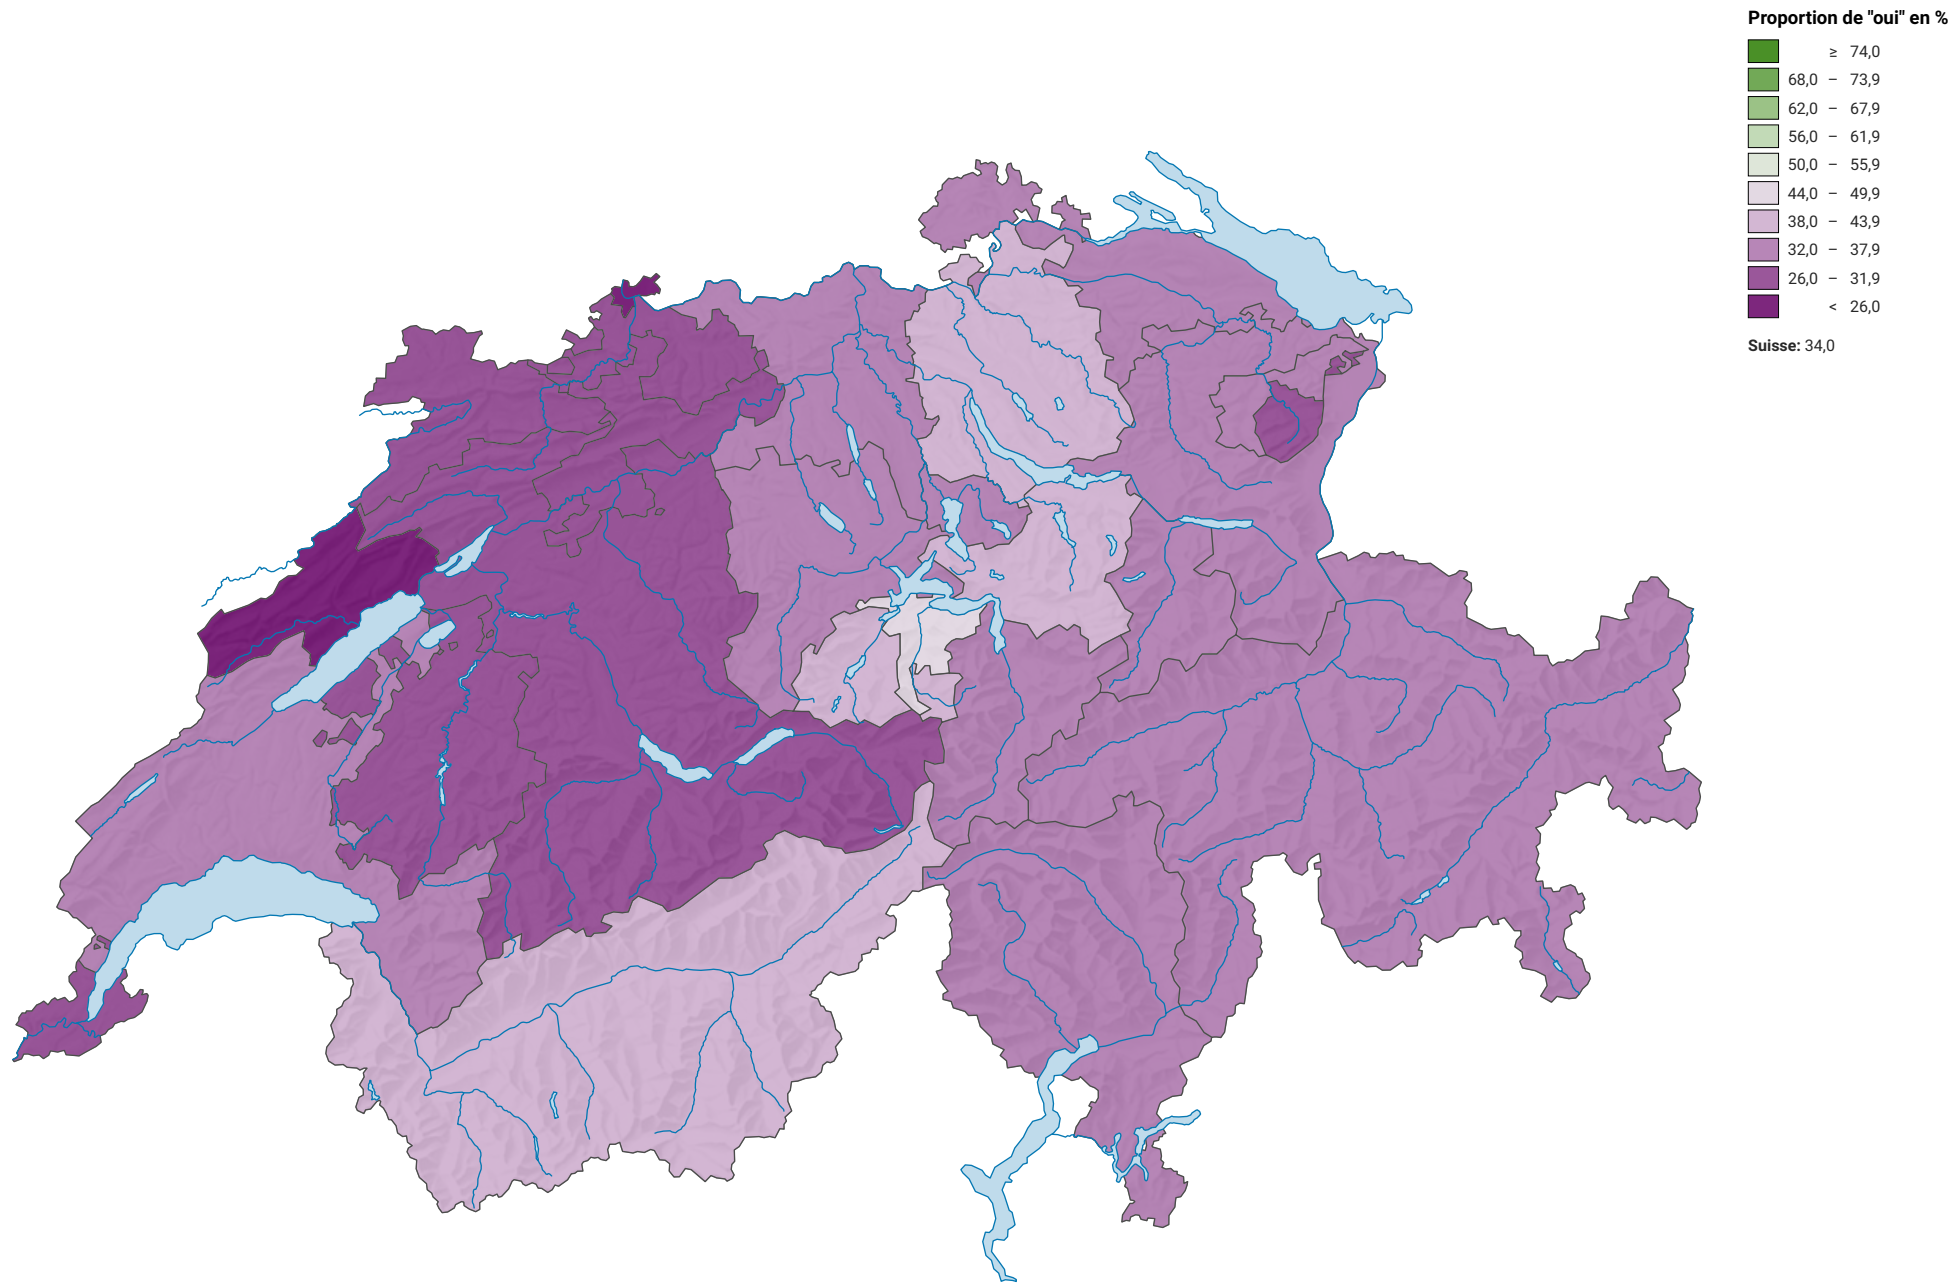 Proportion de "oui" en %
≥ 74,0
68,0 – 73,9
62,0 – 67,9
56,0 – 61,9
50,0 – 55,9
44,0 – 49,9
38,0 – 43,9
32,0 – 37,9
26,0 – 31,9
< 26,0
Suisse: 34,0